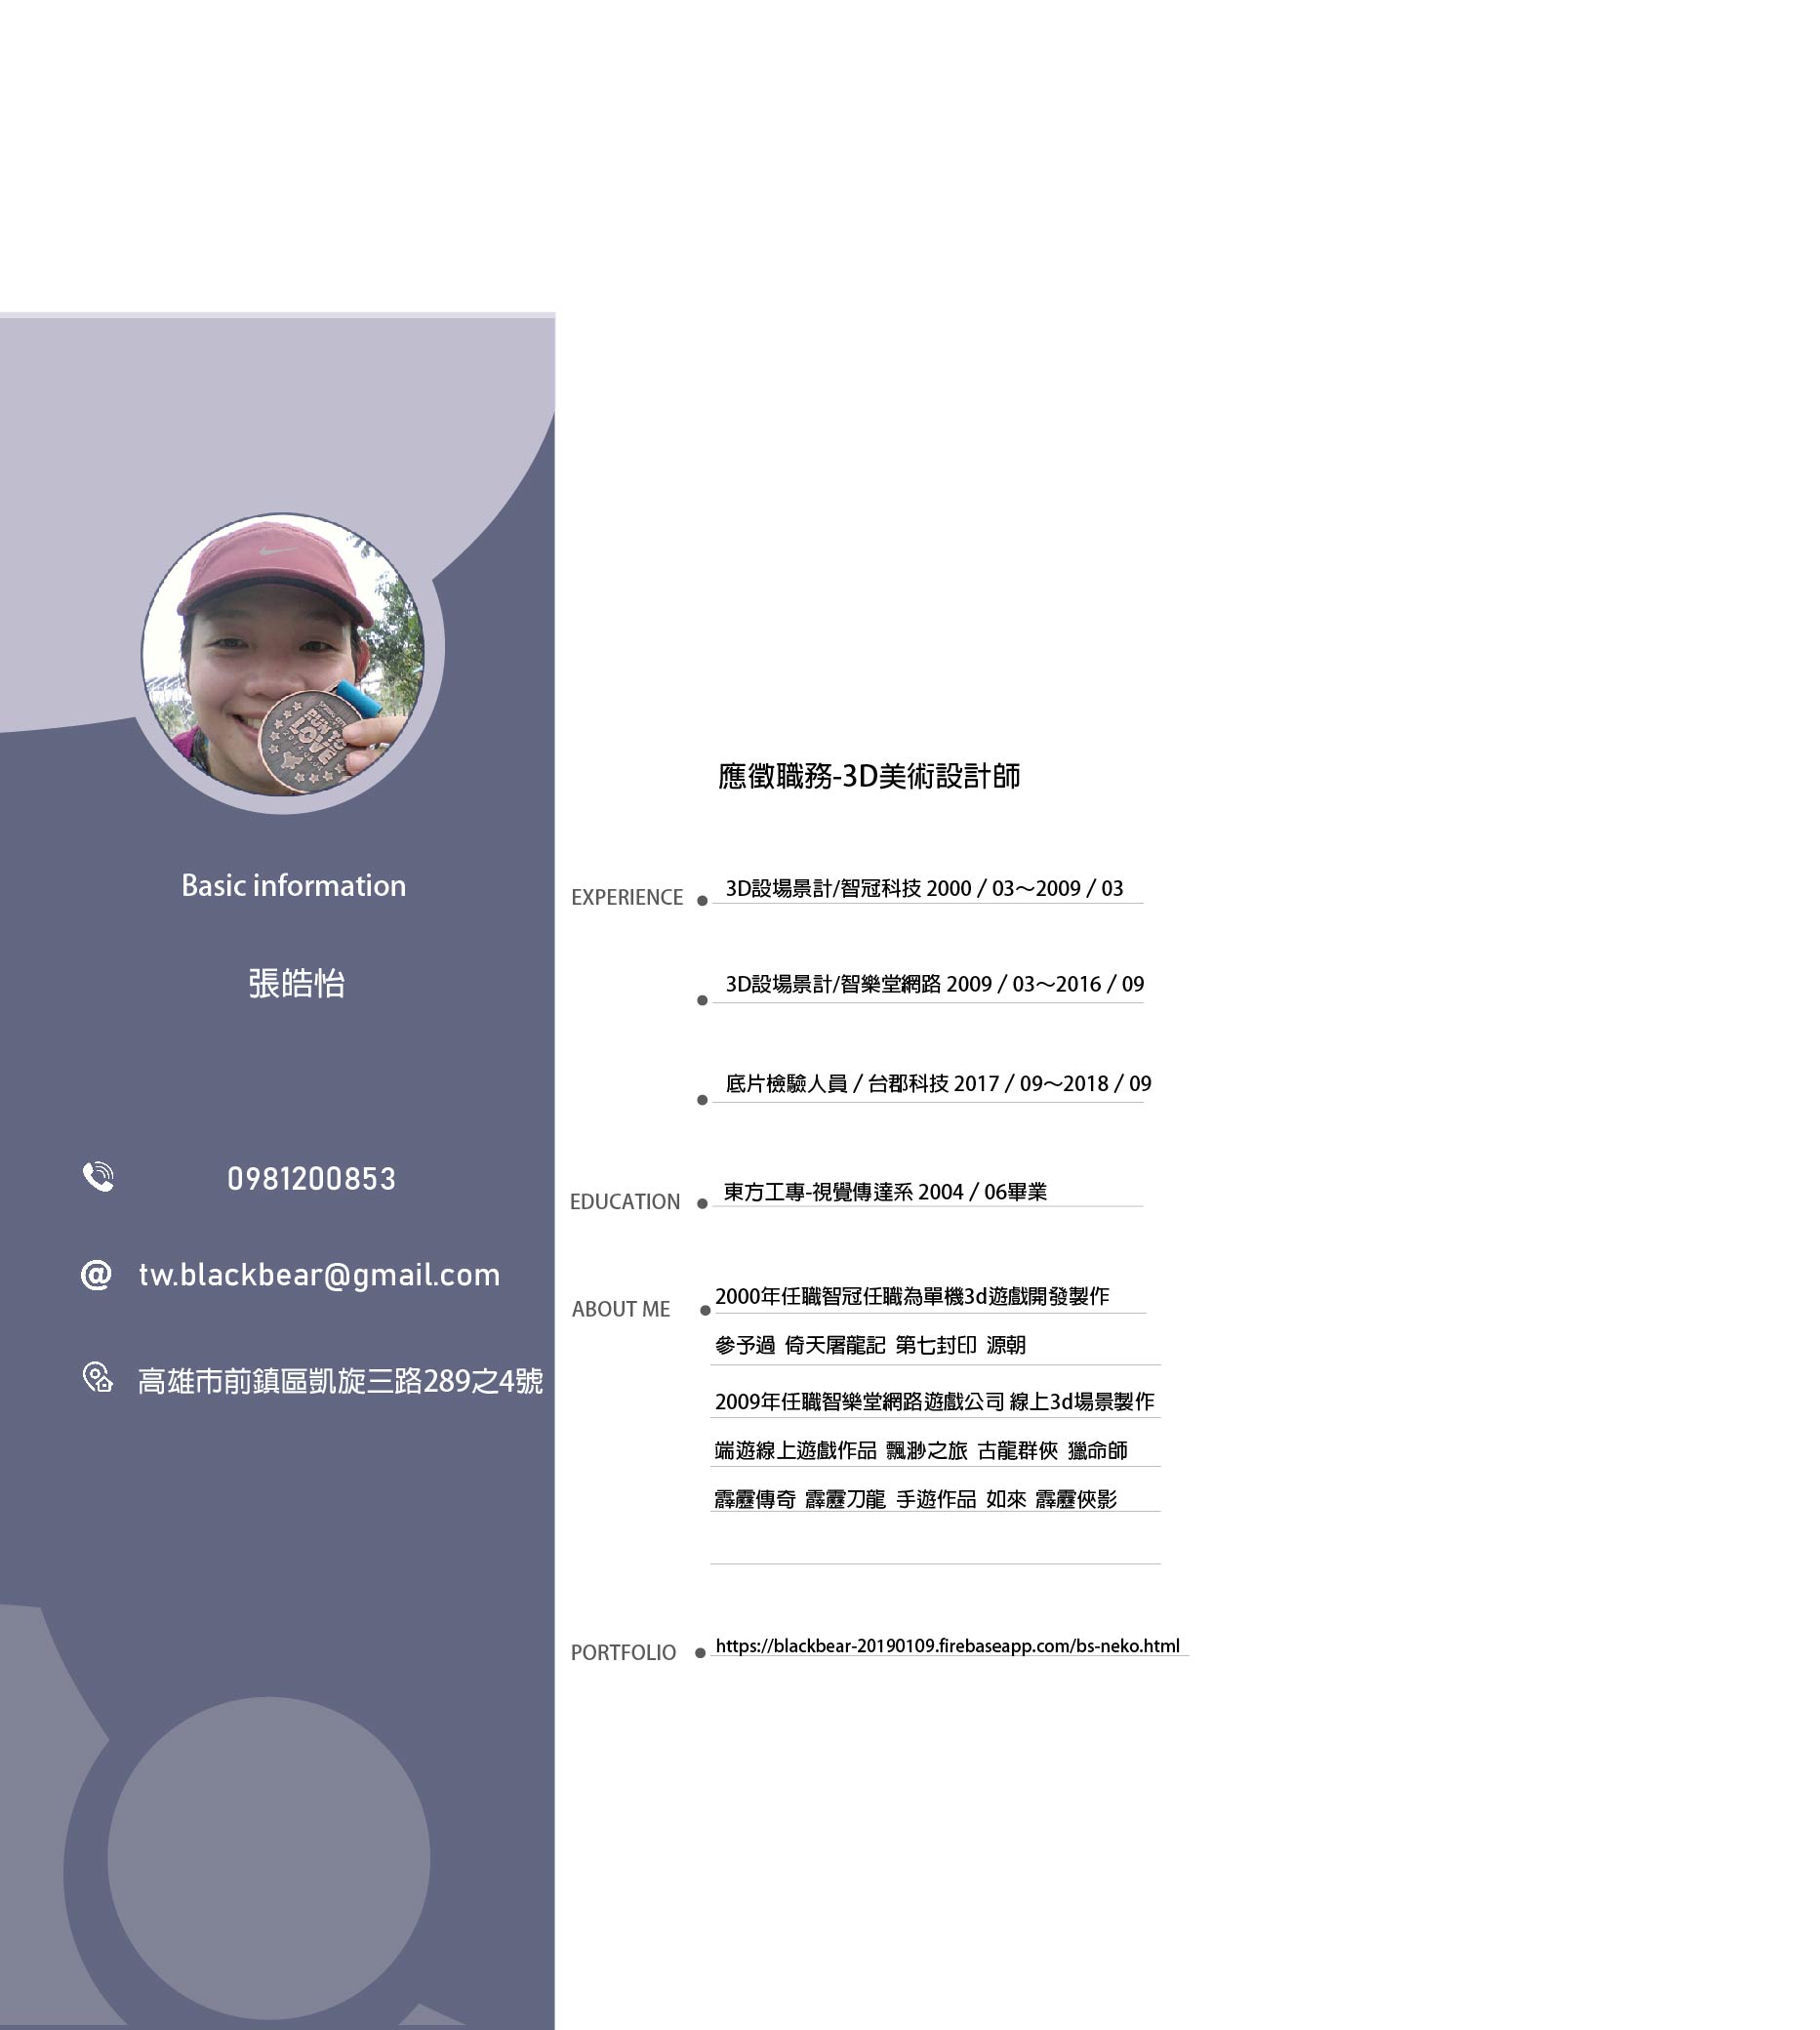 RUN TO
LOVE
Basic information
張皓怡
0981200853
@ tw.blackbear@gmail.com
高雄市前鎮區凱旋三路289之4號
應徵職務-3D美術設計師
EXPERIENCE
3D設場景計/智冠科技 2000 / 03～2009 / 03
3D設場景計/智樂堂網路 2009 / 03～2016 / 09
底片檢驗人員 / 台郡科技 2017 / 09～2018 / 09
EDUCATION
東方工專-視覺傳達系 2004 / 06畢業
ABOUT ME
2000年任職智冠任職為單機3d遊戲開發製作
參予過 倚天屠龍記 第七封印 源朝
2009年任職智樂堂網路遊戲公司 線上3d場景製作
端遊線上遊戲作品 飄渺之旅 古龍群俠 獵命師
霹靂傳奇 霹靂刀龍 手遊作品 如來 霹靂俠影
PORTFOLIO
https://blackbear-20190109.firebaseapp.com/bs-neko.html